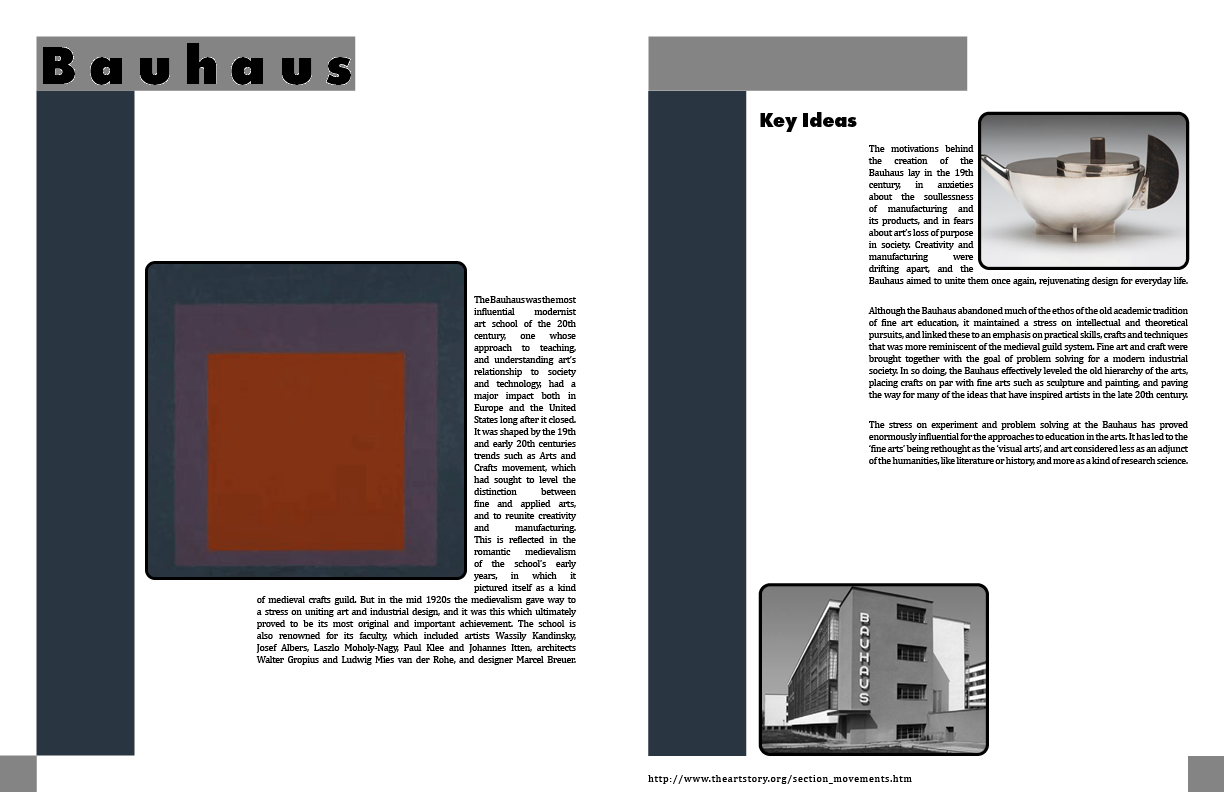 Bauhaus
The Bauhaus was the most
influential modernist
art school of the 20th
century, one whose
approach to teaching,
and understanding art's
relationship to society
and technology, had a
major impact both in
Europe and the United
States long after it closed.
It was shaped by the 19th
and early 20th centuries
trends such as Arts and
Crafts movement, which
had sought to level the
distinction between
fine and applied arts,
and to reunite creativity
and manufacturing.
This is reflected in the
romantic medievalism
of the school's early
years, in which it
pictured itself as a kind
of medieval crafts guild. But in the mid 1920s the medievalism gave way to
a stress on uniting art and industrial design, and it was this which ultimately
proved to be its most original and important achievement. The school is
also renowned for its faculty, which included artists Wassily Kandinsky,
Josef Albers, Laszlo Moholy-Nagy, Paul Klee and Johannes Itten, architects
Walter Gropius and Ludwig Mies van der Rohe, and designer Marcel Breuer.
Key Ideas
The motivations behind
the creation of the
Bauhaus lay in the 19th
century, in anxieties
about the soullessness
of manufacturing and
its products, and in fears
about art's loss of purpose
in society. Creativity and
manufacturing were
drifting apart, and the
Bauhaus aimed to unite them once again, rejuvenating design for everyday life.
Although the Bauhaus abandoned much of the ethos of the old academic tradition
of fine art education, it maintained a stress on intellectual and theoretical
pursuits, and linked these to an emphasis on practical skills, crafts and techniques
that was more reminiscent of the medieval guild system. Fine art and craft were
brought together with the goal of problem solving for a modern industrial
society. In so doing, the Bauhaus effectively leveled the old hierarchy of the arts,
placing crafts on par with fine arts such as sculpture and painting, and paving
the way for many of the ideas that have inspired artists in the late 20th century.
The stress on experiment and problem solving at the Bauhaus has proved
enormously influential for the approaches to education in the arts. It has led to the
'fine arts' being rethought as the 'visual arts', and art considered less as an adjunct
of the humanities, like literature or history, and more as a kind of research science.
BAUHAUS
http://www.theartstory.org/section_movements.htm